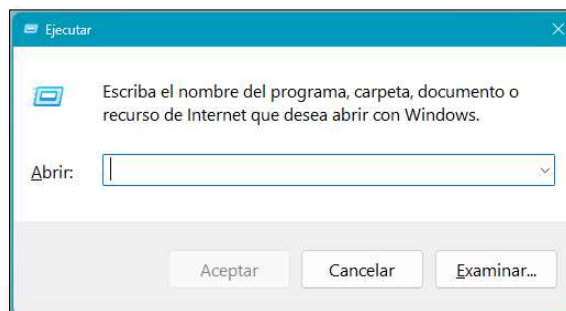 Ejecutar
Escriba el nombre del programa, carpeta, documento o
recurso de Internet que desea abrir con Windows.
Abrir:
Aceptar Cancelar Examinar...